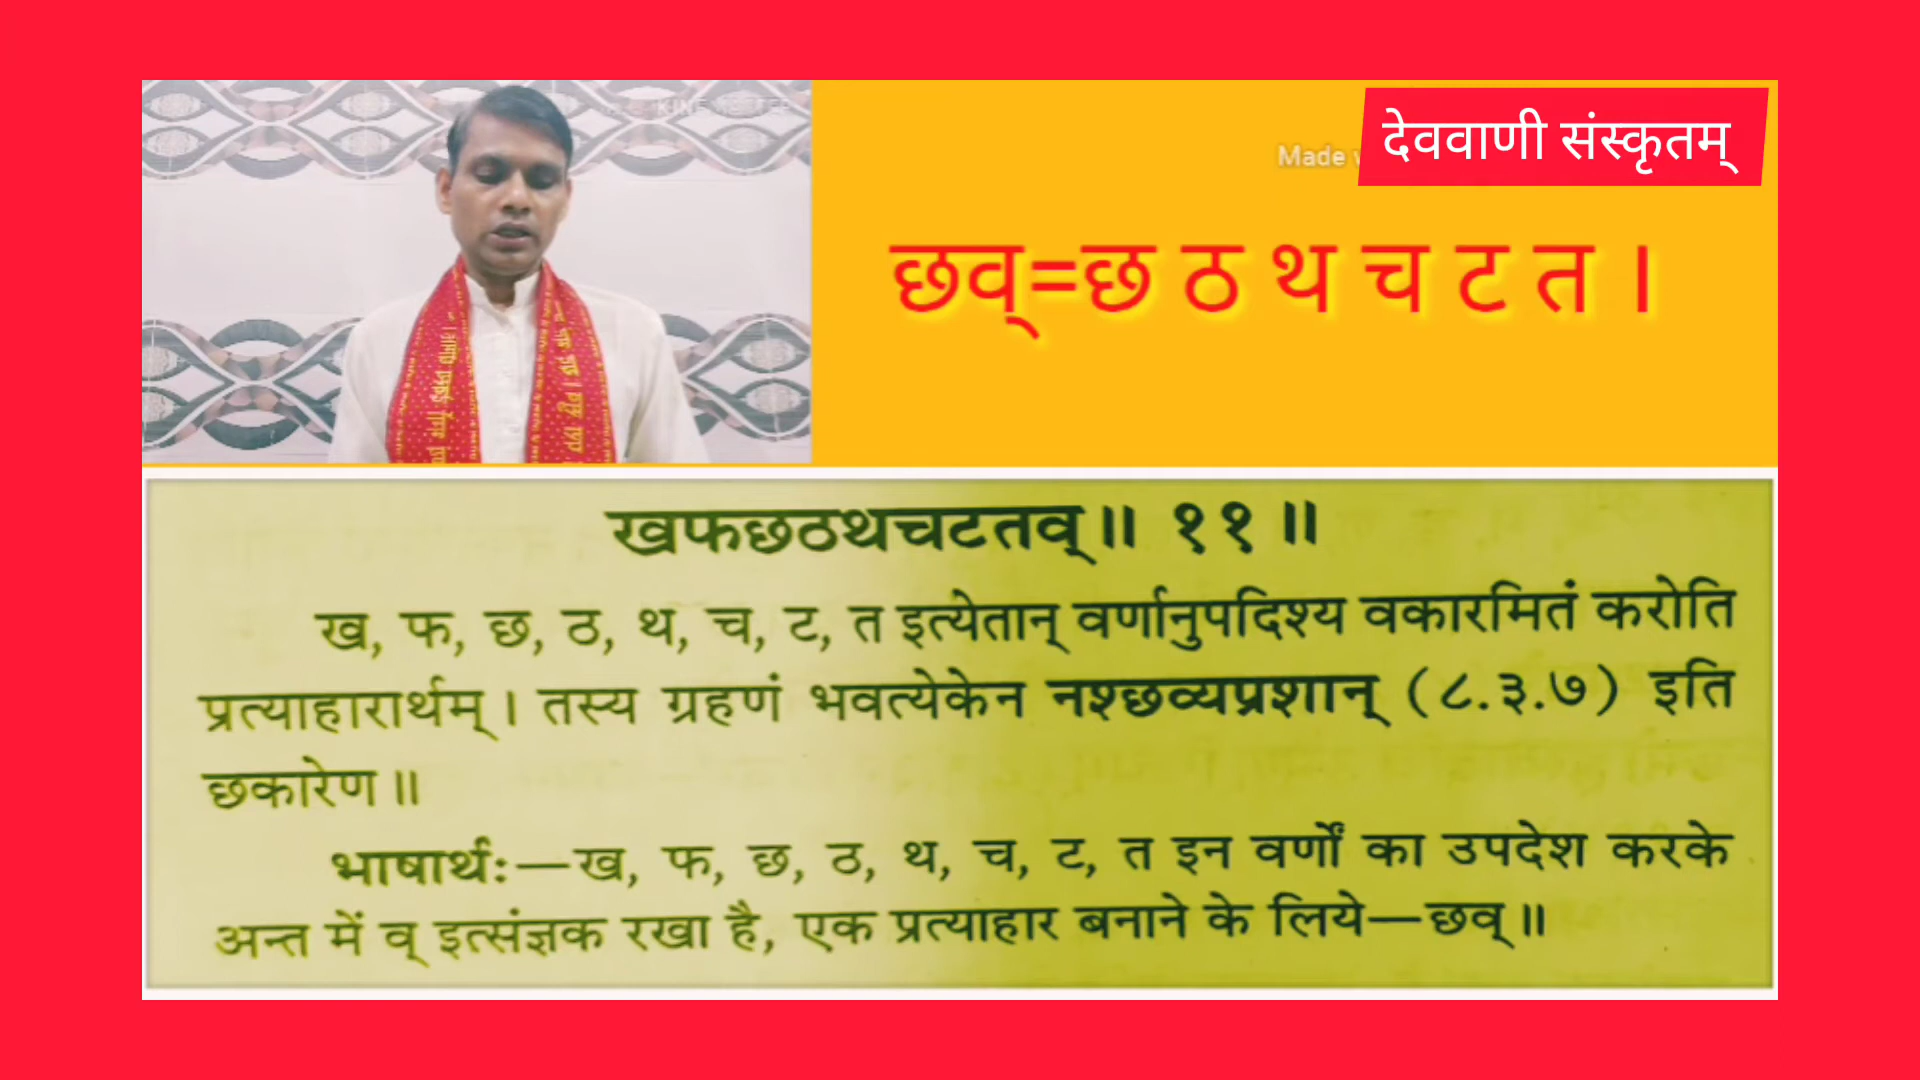 KINEMASTER
Made w
देववाणी संस्कृतम्
छव्=छ ठ थ च ट त ।
खफछठथचटतव्॥ ११ ॥
ख, फ, छ, ठ, थ, च, ट, त इत्येतान् वर्णानुपदिश्य वकारमितं करोति
प्रत्याहारार्थम्। तस्य ग्रहणं भवत्येकेन नश्छव्यप्रशान् (८.३.७) इति
छकारेण॥
भाषार्थः—ख, फ, छ, ठ, थ, च, ट, त इन वर्णों का उपदेश करके
अन्त में व् इत्संज्ञक रखा है, एक प्रत्याहार बनाने के लिये—छव्॥